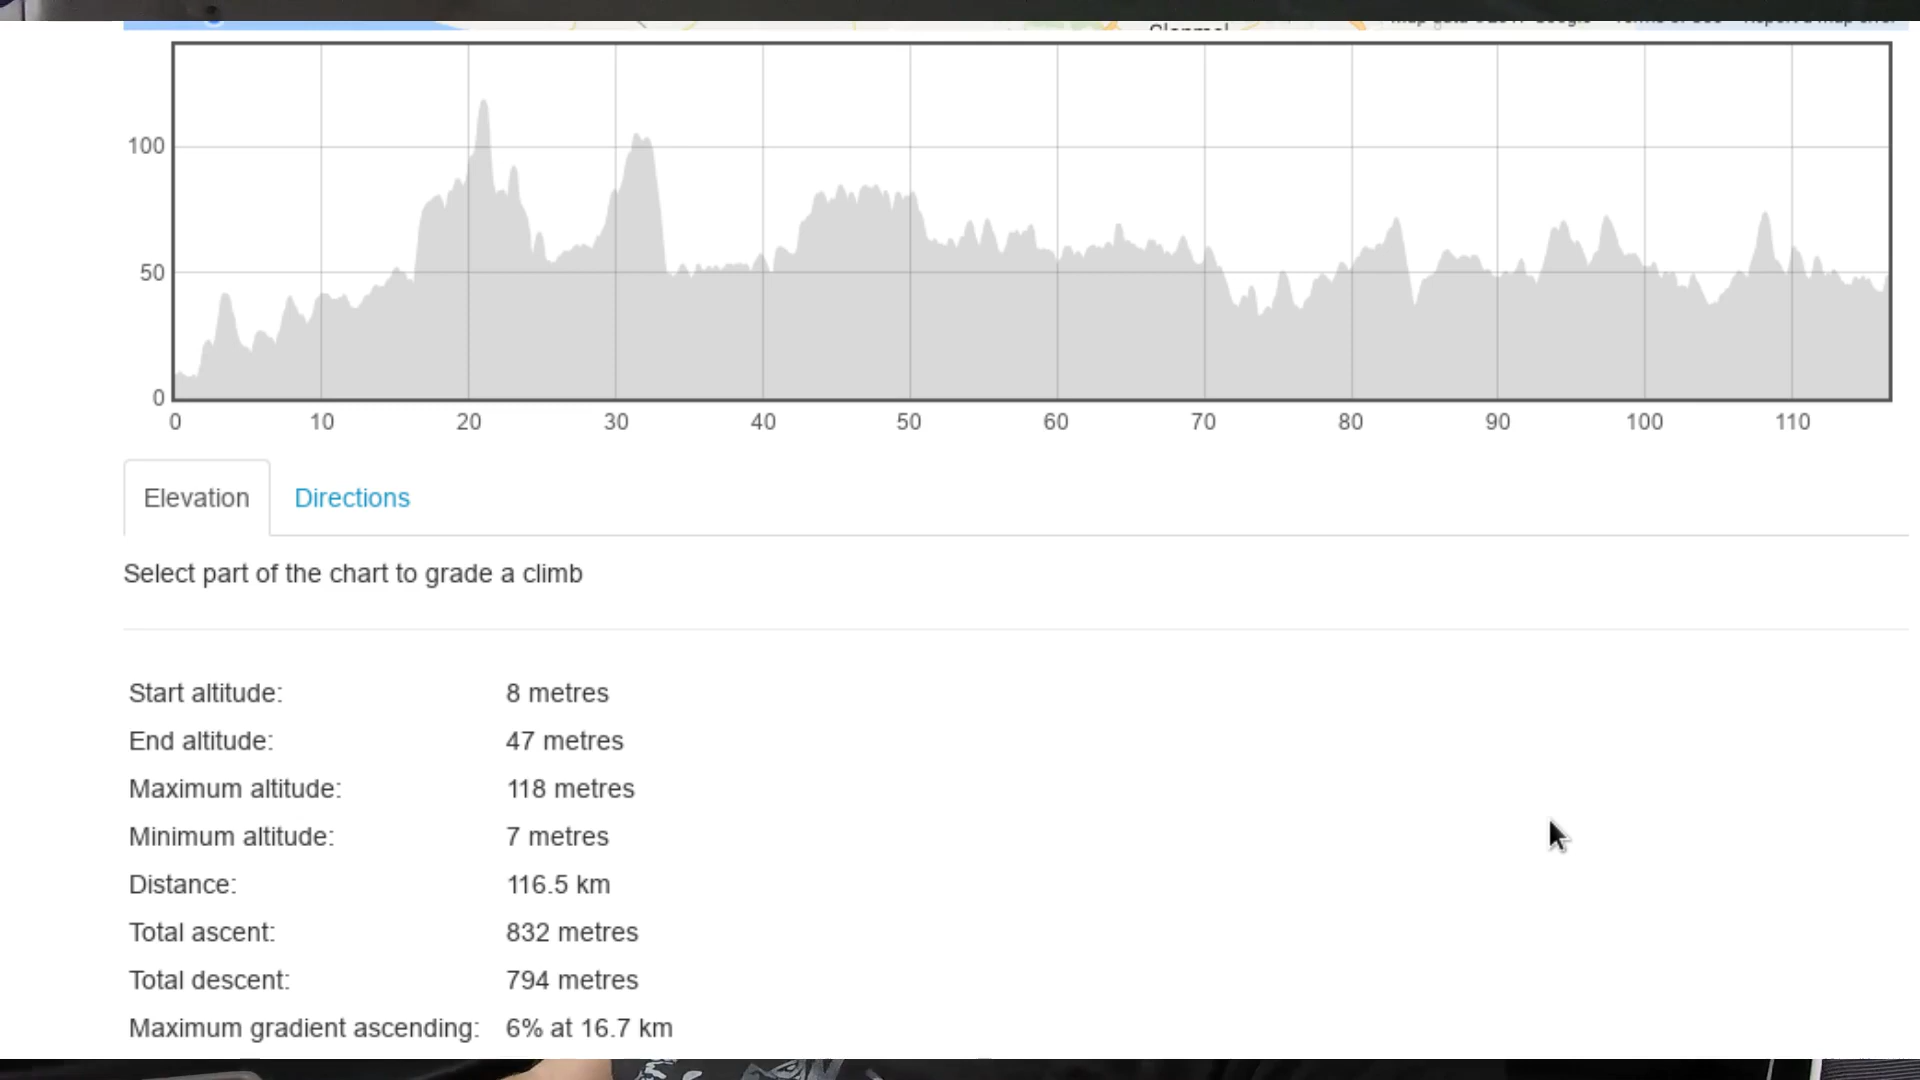 Clonmel
100
50
0
0 10 20 30 40 50 60 70 80 90 100 110
Elevation Directions
Select part of the chart to grade a climb
Start altitude: 8 metres
End altitude: 47 metres
Maximum altitude: 118 metres
Minimum altitude: 7 metres
Distance: 116.5 km
Total ascent: 832 metres
Total descent: 794 metres
Maximum gradient ascending: 6% at 16.7 km